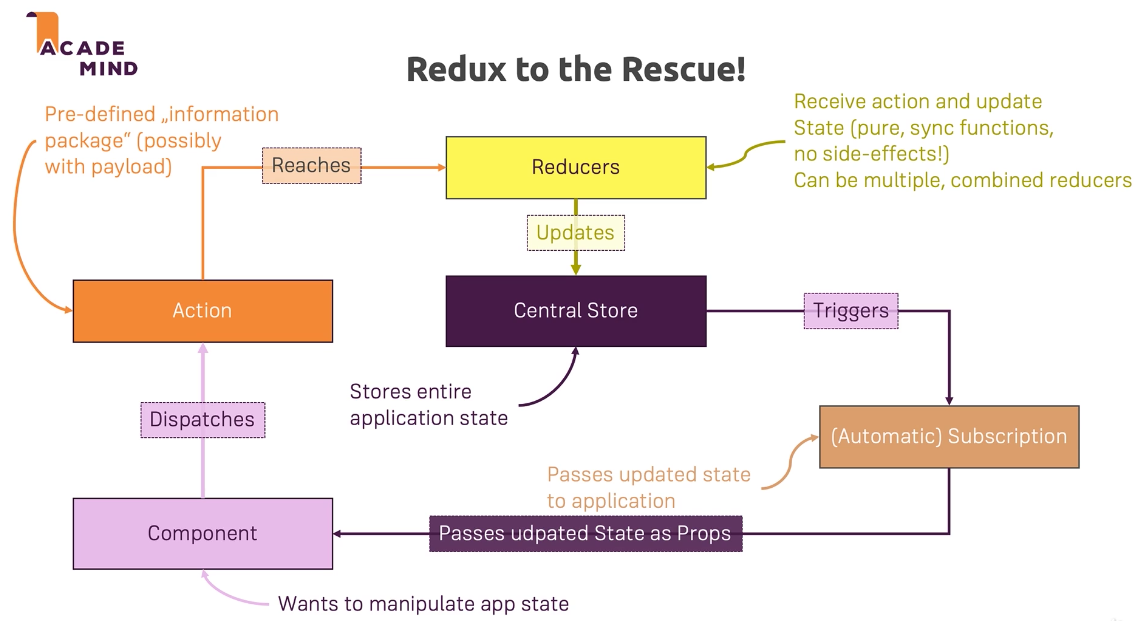 ACADE
MIND
Redux to the Rescue!
Pre-defined „information
package” (possibly
with payload)
Reaches
Reducers
Receive action and update
State (pure, sync functions,
no side-effects!)
Can be multiple, combined reducers
Updates
Action
Central Store
Triggers
Stores entire
application state
Dispatches
(Automatic) Subscription
Passes updated state
to application
Component
Passes udpated State as Props
Wants to manipulate app state